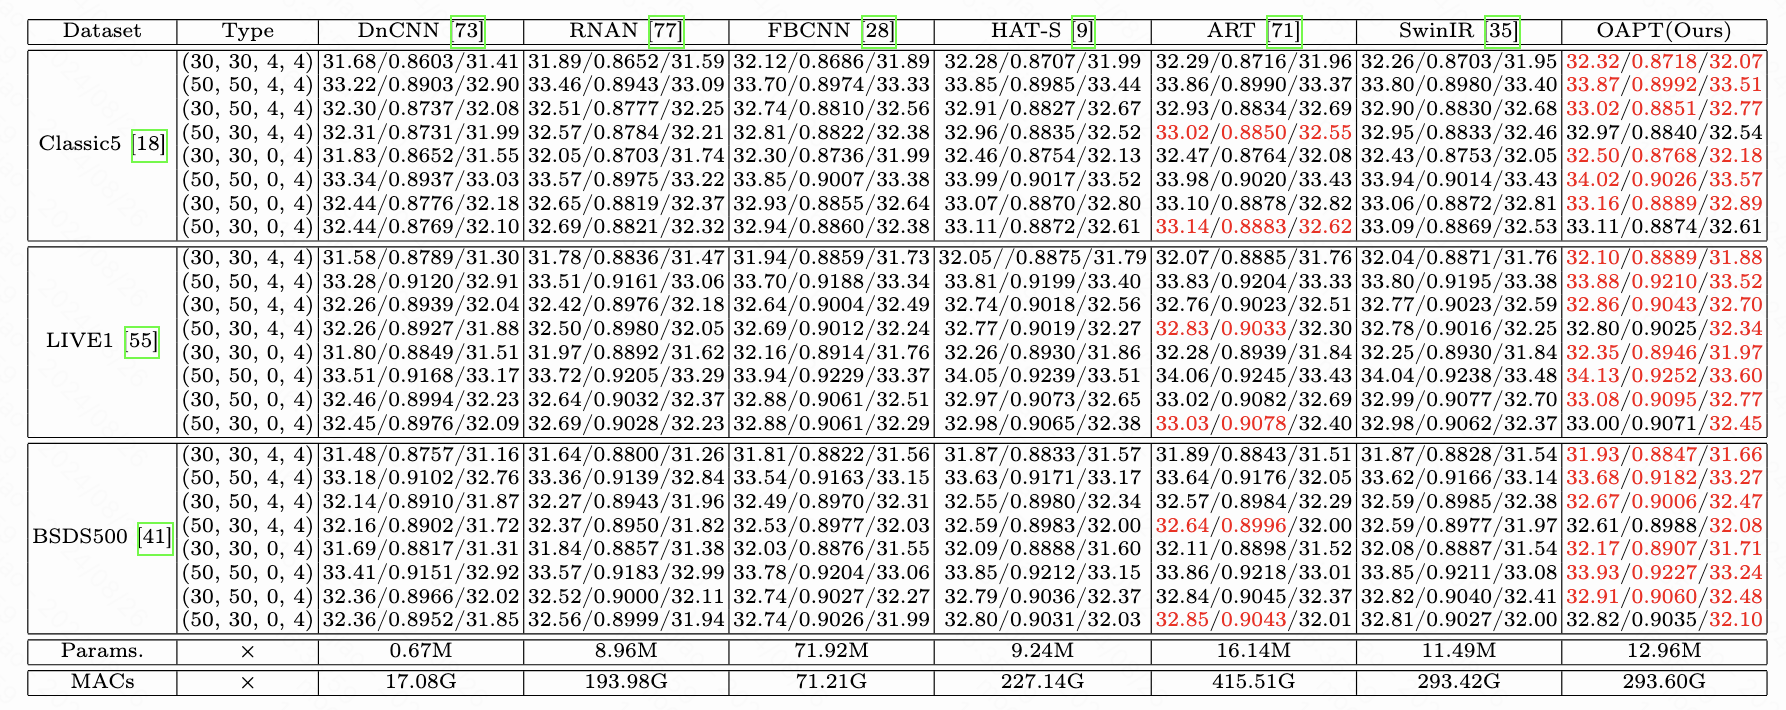 Dataset Type DnCNN [73] RNAN [77] FBCNN [28] HAT-S [9] ART [71] SwinIR [35] OAPT(Ours)
(30, 30, 4, 4) 31.68/0.8603/31.41 31.89/0.8652/31.59 32.12/0.8686/31.89 32.28/0.8707/31.99 32.29/0.8716/31.96 32.26/0.8703/31.95 32.32/0.8718/32.07
(50, 50, 4, 4) 33.22/0.8903/32.90 33.46/0.8943/33.09 33.70/0.8974/33.33 33.85/0.8985/33.44 33.86/0.8990/33.37 33.80/0.8980/33.40 33.87/0.8992/33.51
(30, 50, 4, 4) 32.30/0.8737/32.08 32.51/0.8777/32.25 32.74/0.8810/32.56 32.91/0.8827/32.67 32.93/0.8834/32.69 32.90/0.8830/32.68 33.02/0.8851/32.77
(50, 30, 4, 4) 32.31/0.8731/31.99 32.57/0.8784/32.21 32.81/0.8822/32.38 32.96/0.8835/32.52 33.02/0.8850/32.55 32.95/0.8833/32.46 32.97/0.8840/32.54
Classic5 [18] (30, 30, 0, 4) 31.83/0.8652/31.55 32.05/0.8703/31.74 32.30/0.8736/31.99 32.46/0.8754/32.13 32.47/0.8764/32.08 32.43/0.8753/32.05 32.50/0.8768/32.18
(50, 50, 0, 4) 33.34/0.8937/33.03 33.57/0.8975/33.22 33.85/0.9007/33.38 33.99/0.9017/33.52 33.98/0.9020/33.43 33.94/0.9014/33.43 34.02/0.9026/33.57
(30, 50, 0, 4) 32.44/0.8776/32.18 32.65/0.8819/32.37 32.93/0.8855/32.64 33.07/0.8870/32.80 33.10/0.8878/32.82 33.06/0.8872/32.81 33.16/0.8889/32.89
(50, 30, 0, 4) 32.44/0.8769/32.10 32.69/0.8821/32.32 32.94/0.8860/32.38 33.11/0.8872/32.61 33.14/0.8883/32.62 33.09/0.8869/32.53 33.11/0.8874/32.61
(30, 30, 4, 4) 31.58/0.8789/31.30 31.78/0.8836/31.47 31.94/0.8859/31.73 32.05//0.8875/31.79 32.07/0.8885/31.76 32.04/0.8871/31.76 32.10/0.8889/31.88
(50, 50, 4, 4) 33.28/0.9120/32.91 33.51/0.9161/33.06 33.70/0.9188/33.34 33.81/0.9199/33.40 33.83/0.9204/33.33 33.80/0.9195/33.38 33.88/0.9210/33.52
(30, 50, 4, 4) 32.26/0.8939/32.04 32.42/0.8976/32.18 32.64/0.9004/32.49 32.74/0.9018/32.56 32.76/0.9023/32.51 32.77/0.9023/32.59 32.86/0.9043/32.70
(50, 30, 4, 4) 32.26/0.8927/31.88 32.50/0.8980/32.05 32.69/0.9012/32.24 32.77/0.9019/32.27 32.83/0.9033/32.30 32.78/0.9016/32.25 32.80/0.9025/32.34
LIVE1 [55] (30, 30, 0, 4) 31.80/0.8849/31.51 31.97/0.8892/31.62 32.16/0.8914/31.76 32.26/0.8930/31.86 32.28/0.8939/31.84 32.25/0.8930/31.84 32.35/0.8946/31.97
(50, 50, 0, 4) 33.51/0.9168/33.17 33.72/0.9205/33.29 33.94/0.9229/33.37 34.05/0.9239/33.51 34.06/0.9245/33.43 34.04/0.9238/33.48 34.13/0.9252/33.60
(30, 50, 0, 4) 32.46/0.8994/32.23 32.64/0.9032/32.37 32.88/0.9061/32.51 32.97/0.9073/32.65 33.02/0.9082/32.69 32.99/0.9077/32.70 33.08/0.9095/32.77
(50, 30, 0, 4) 32.45/0.8976/32.09 32.69/0.9028/32.23 32.88/0.9061/32.29 32.98/0.9065/32.38 33.03/0.9078/32.40 32.98/0.9062/32.37 33.00/0.9071/32.45
(30, 30, 4, 4) 31.48/0.8757/31.16 31.64/0.8800/31.26 31.81/0.8822/31.56 31.87/0.8833/31.57 31.89/0.8843/31.51 31.87/0.8828/31.54 31.93/0.8847/31.66
(50, 50, 4, 4) 33.18/0.9102/32.76 33.36/0.9139/32.84 33.54/0.9163/33.15 33.63/0.9171/33.17 33.64/0.9176/32.05 33.62/0.9166/33.14 33.68/0.9182/33.27
(30, 50, 4, 4) 32.14/0.8910/31.87 32.27/0.8943/31.96 32.49/0.8970/32.31 32.55/0.8980/32.34 32.57/0.8984/32.29 32.59/0.8985/32.38 32.67/0.9006/32.47
(50, 30, 4, 4) 32.16/0.8902/31.72 32.37/0.8950/31.82 32.53/0.8977/32.03 32.59/0.8983/32.00 32.64/0.8996/32.00 32.59/0.8977/31.97 32.61/0.8988/32.08
BSDS500 [41] (30, 30, 0, 4) 31.69/0.8817/31.31 31.84/0.8857/31.38 32.03/0.8876/31.55 32.09/0.8888/31.60 32.11/0.8898/31.52 32.08/0.8887/31.54 32.17/0.8907/31.71
(50, 50, 0, 4) 33.41/0.9151/32.92 33.57/0.9183/32.99 33.78/0.9204/33.06 33.85/0.9212/33.15 33.86/0.9218/33.01 33.85/0.9211/33.08 33.93/0.9227/33.24
(30, 50, 0, 4) 32.36/0.8966/32.02 32.52/0.9000/32.11 32.74/0.9027/32.27 32.79/0.9036/32.37 32.84/0.9045/32.37 32.82/0.9040/32.41 32.91/0.9060/32.48
(50, 30, 0, 4) 32.36/0.8952/31.85 32.56/0.8999/31.94 32.74/0.9026/31.99 32.80/0.9031/32.03 32.85/0.9043/32.01 32.81/0.9027/32.00 32.82/0.9035/32.10
Params. × 0.67M 8.96M 71.92M 9.24M 16.14M 11.49M 12.96M
MACs × 17.08G 193.98G 71.21G 227.14G 415.51G 293.42G 293.60G